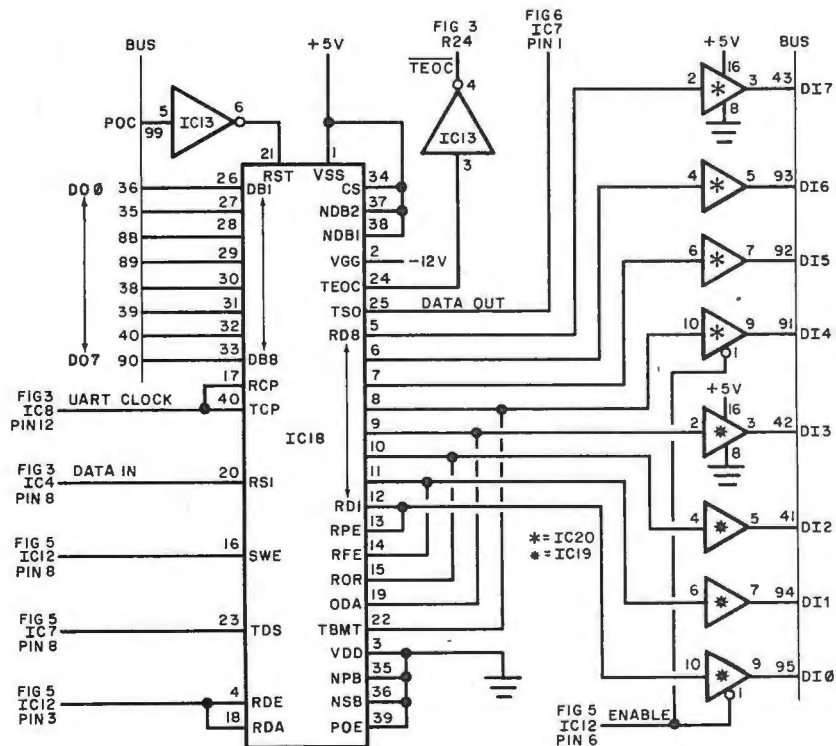 BUS
+5V
FIG 3
R24
FIG 6
IC7
PIN 1
+5V
BUS
TEOC
4
IC13
3
POC
5
99
IC13
6
21
RST
1
VSS
2
16
*
8
3
43
DI7
DO0
36
26
DB1
35
27
8B
28
89
29
38
30
39
31
40
32
DO7
90
33
DB8
CS
34
NDB2
37
NDB1
38
VGG
2
-12V
TEOC
24
TSO
25
DATA OUT
RD8
5
6
7
8
9
10
11
RD1
12
RPE
13
RFE
14
ROR
15
ODA
19
TBMT
22
VDD
3
NPB
35
NSB
36
POE
39
IC18
17
RCP
FIG3
IC8
PIN12
UART CLOCK
40
TCP
FIG3
IC4
PIN 8
DATA IN
20
RSI
FIG 5
IC12
PIN 8
16
SWE
FIG 5
IC7
PIN 8
23
TDS
FIG 5
IC12
PIN 3
4
RDE
18
RDA
4
*
5
93
DI6
6
*
7
92
DI5
10
*
9
91
DI4
1
+5V
2
16
✸
8
3
42
DI3
4
✸
5
41
DI2
*= IC20
✸= IC19
6
✸
7
94
DI1
10
✸
9
95
DI0
1
FIG 5
IC12
PIN 6
ENABLE